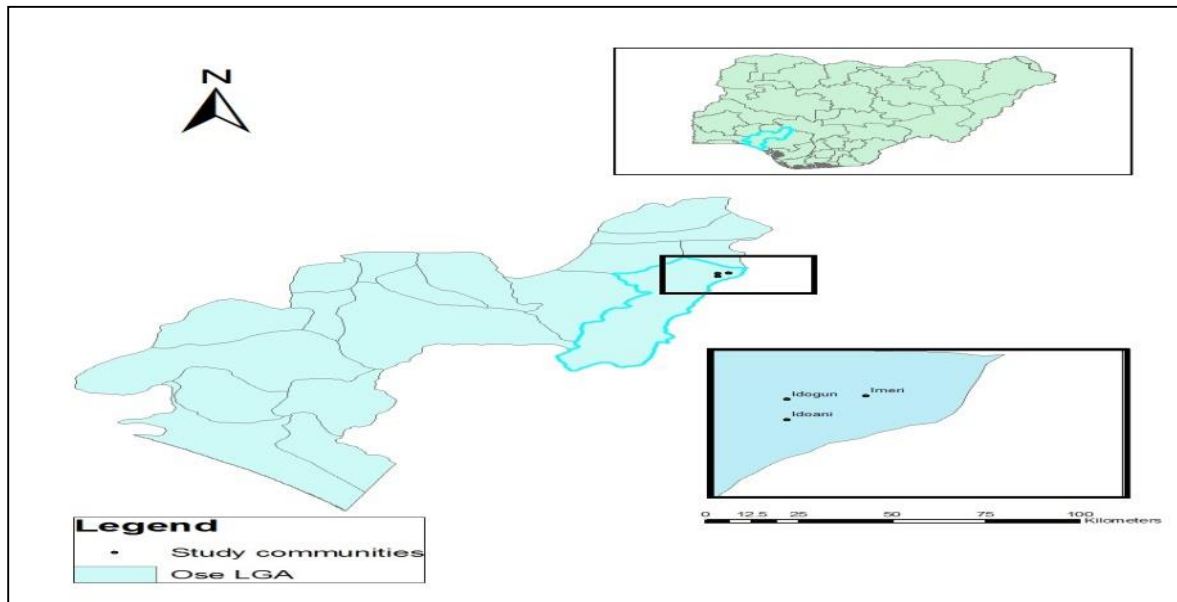 N
Idogun
Imeri
Idoani
0 12.5 25 50 75 100
Kilometers
Legend
Study communities
Ose LGA